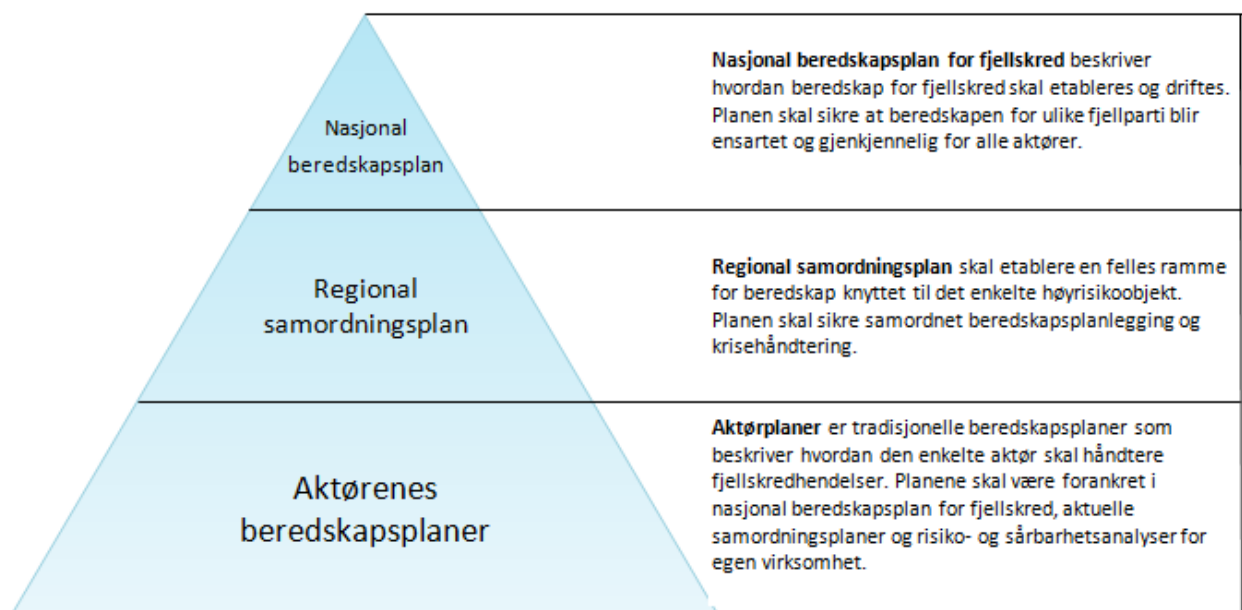 Nasjonal
beredskapsplan
Nasjonal beredskapsplan for fjellskred beskriver
hvordan beredskap for fjellskred skal etableres og driftes.
Planen skal sikre at beredskapen for ulike fjellparti blir
ensartet og gjenkjennelig for alle aktører.
Regional
samordningsplan
Regional samordningsplan skal etablere en felles ramme
for beredskap knyttet til det enkelte høyrisikoobjekt.
Planen skal sikre samordnet beredskapsplanlegging og
krisehåndtering.
Aktørenes
beredskapsplaner
Aktørplaner er tradisjonelle beredskapsplaner som
beskriver hvordan den enkelte aktør skal håndtere
fjellskredhendelser. Planene skal være forankret i
nasjonal beredskapsplan for fjellskred, aktuelle
samordningsplaner og risiko- og sårbarhetsanalyser for
egen virksomhet.